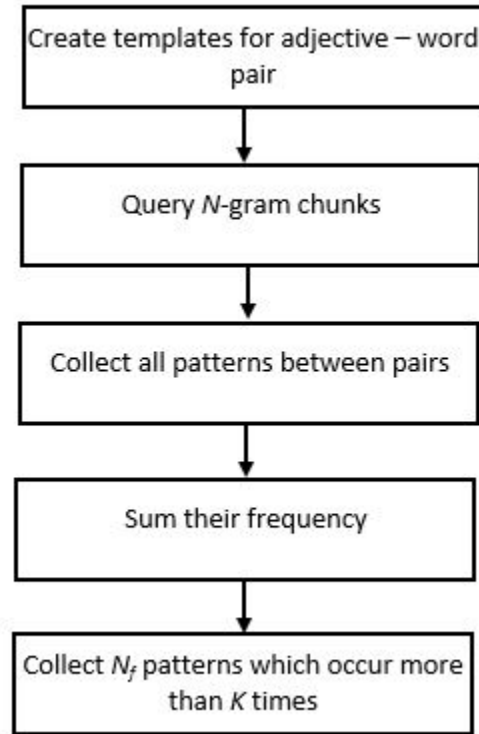 Create templates for adjective – word
pair
Query N-gram chunks
Collect all patterns between pairs
Sum their frequency
Collect Nf patterns which occur more
than K times